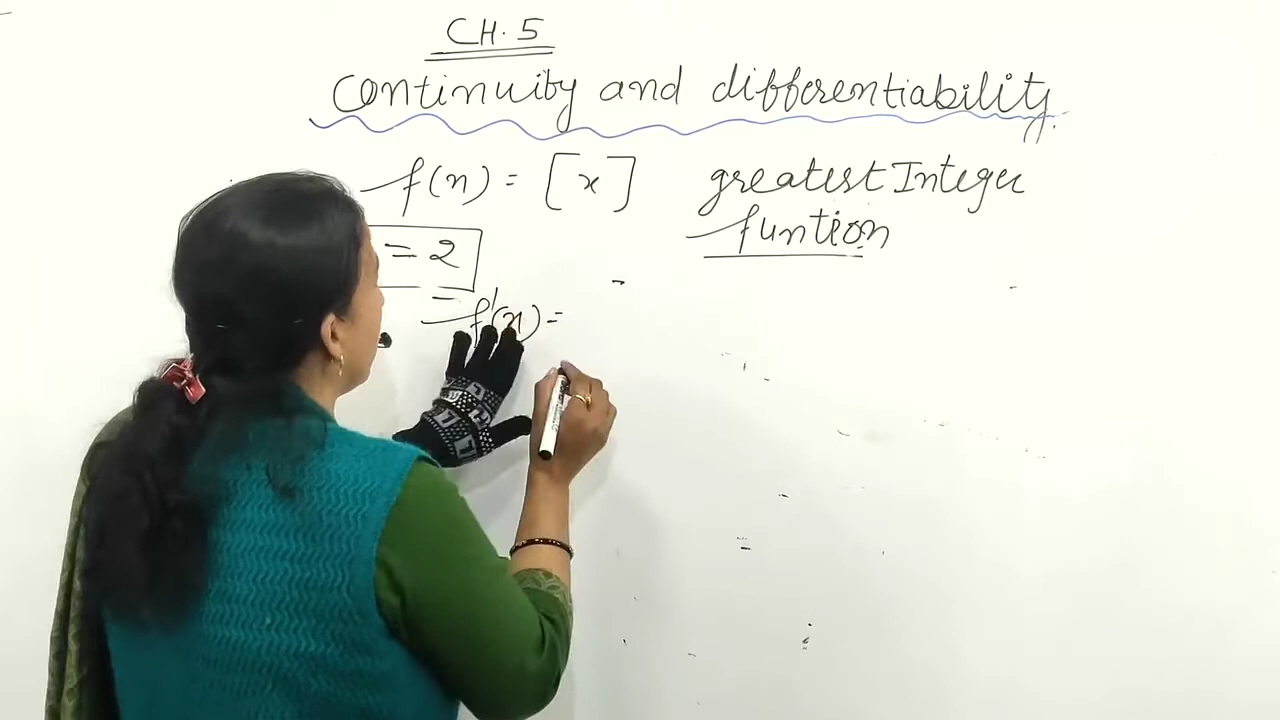 CH.5
Continuity and differentiability.
f(n) = [x] greatest Integer
funtion
= 2
= f'(x) =